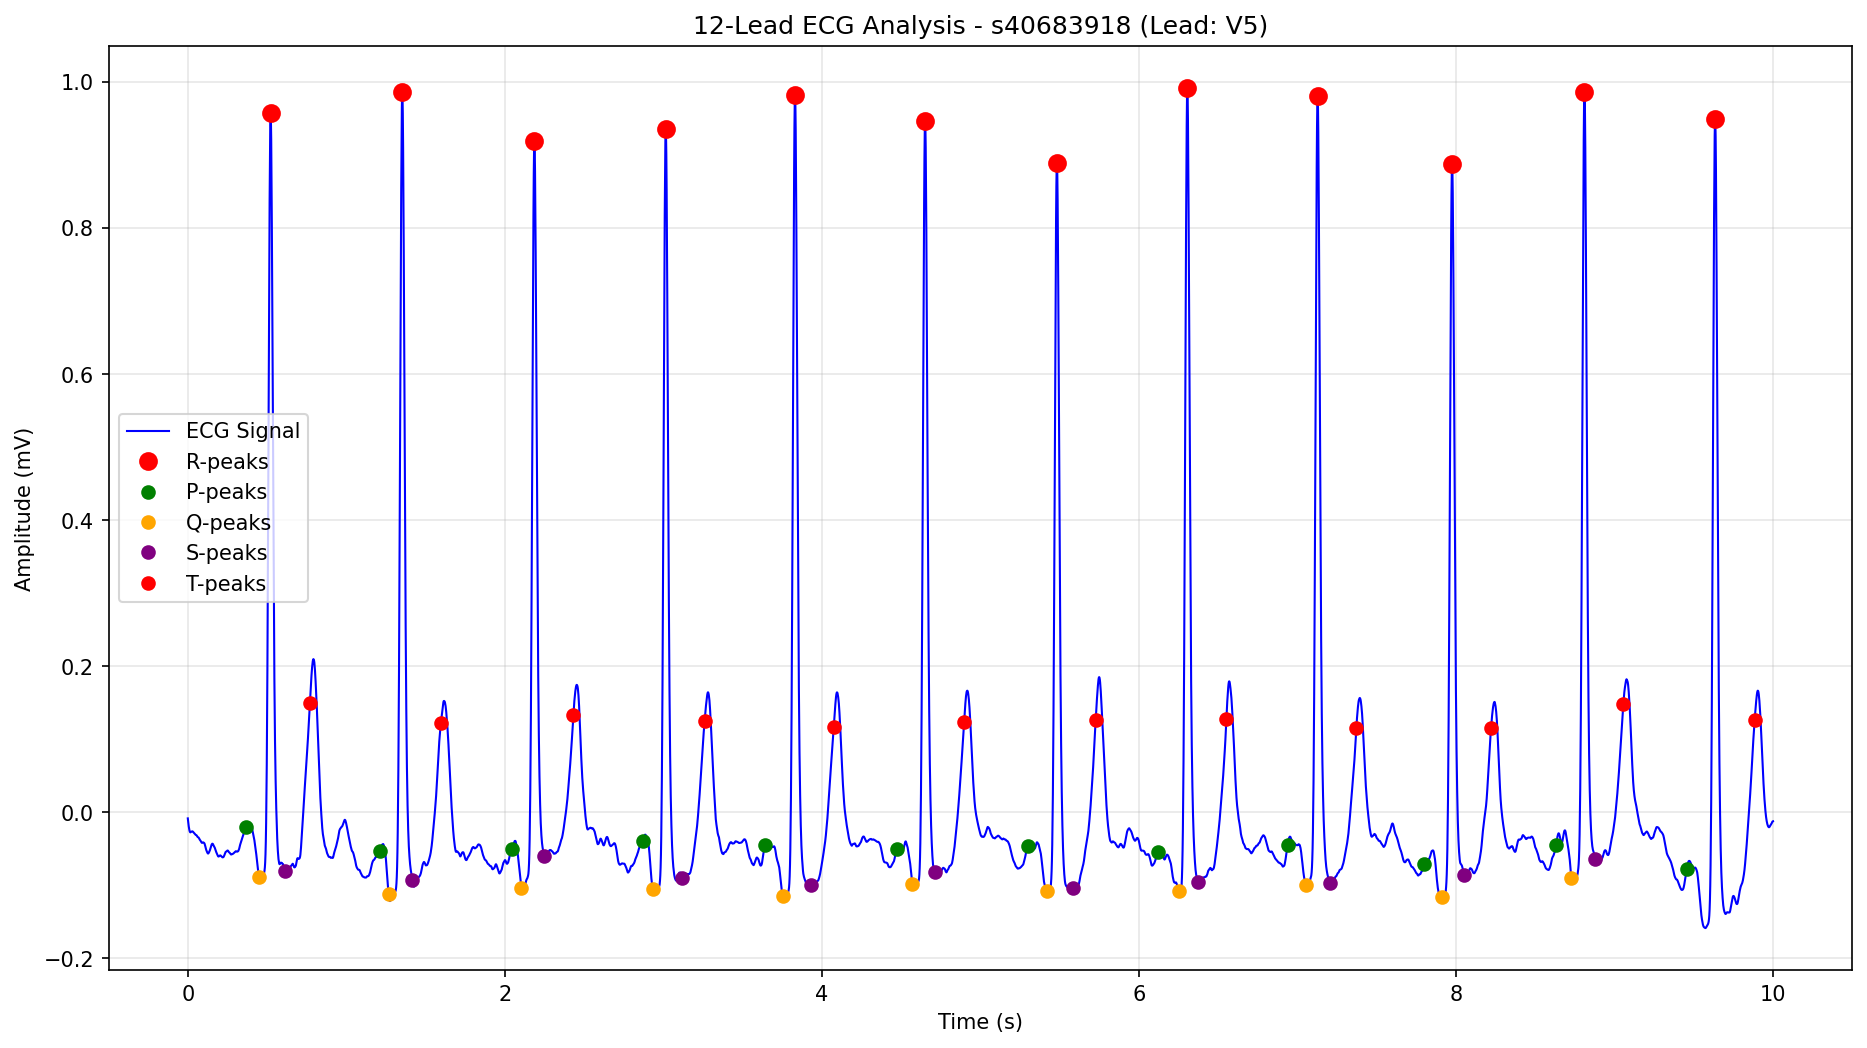 12-Lead ECG Analysis - s40683918 (Lead: V5)
Amplitude (mV)
1.0
0.8
0.6
0.4
0.2
0.0
−0.2
ECG Signal
R-peaks
P-peaks
Q-peaks
S-peaks
T-peaks
0 2 4 6 8 10
Time (s)